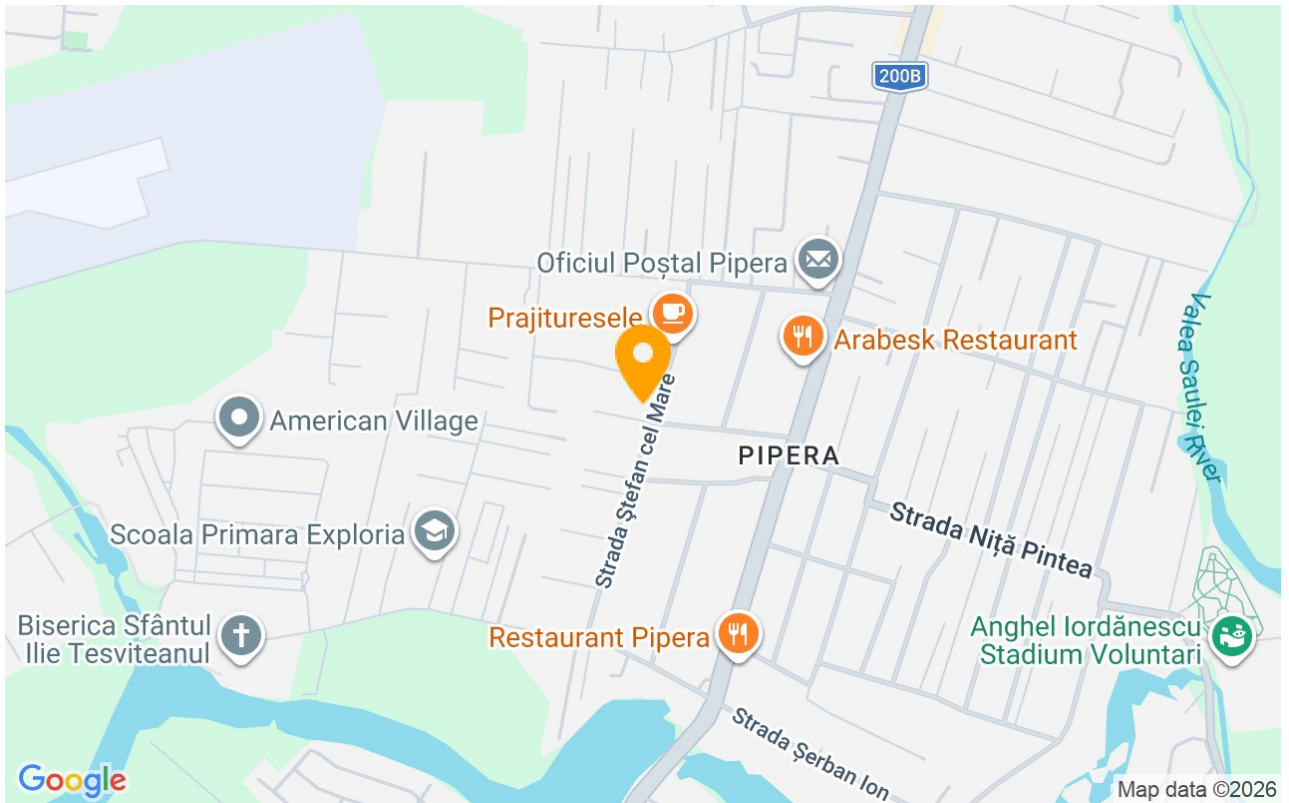 200B
Oficiul Poștal Pipera
Prajituresele
Arabesk Restaurant
Valea Saulei River
American Village
Strada Ștefan cel Mare
PIPERA
Scoala Primara Exploria
Strada Niță Pintea
Biserica Sfântul
Ilie Tesviteanul
Restaurant Pipera
Anghel Iordănescu
Stadium Voluntari
Strada Șerban Ion
Google
Map data ©2026